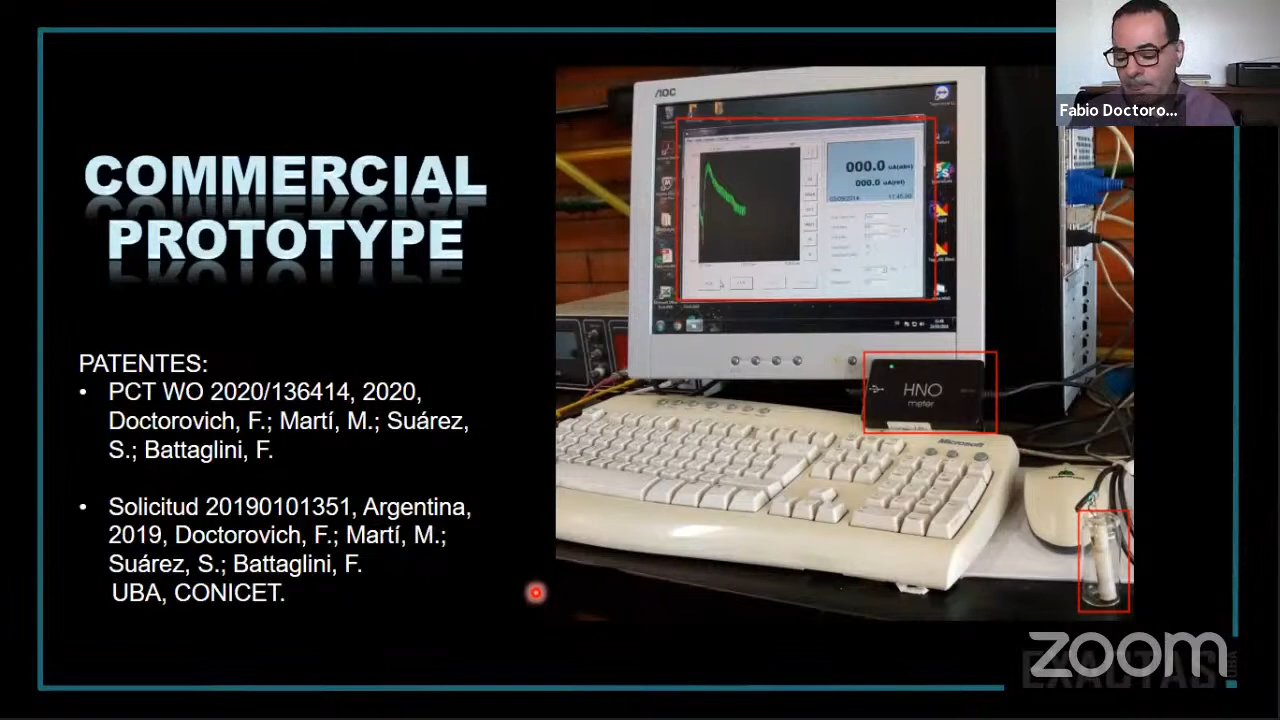 COMMERCIAL
PROTOTYPE
PATENTES:
• PCT WO 2020/136414, 2020,
Doctorovich, F.; Martí, M.; Suárez,
S.; Battaglini, F.
• Solicitud 20190101351, Argentina,
2019, Doctorovich, F.; Martí, M.;
Suárez, S.; Battaglini, F.
UBA, CONICET.
AOC
000.0
000.0
HNO
meter
Microsoft
Fabio Doctoro...
zoom
EXACTAS